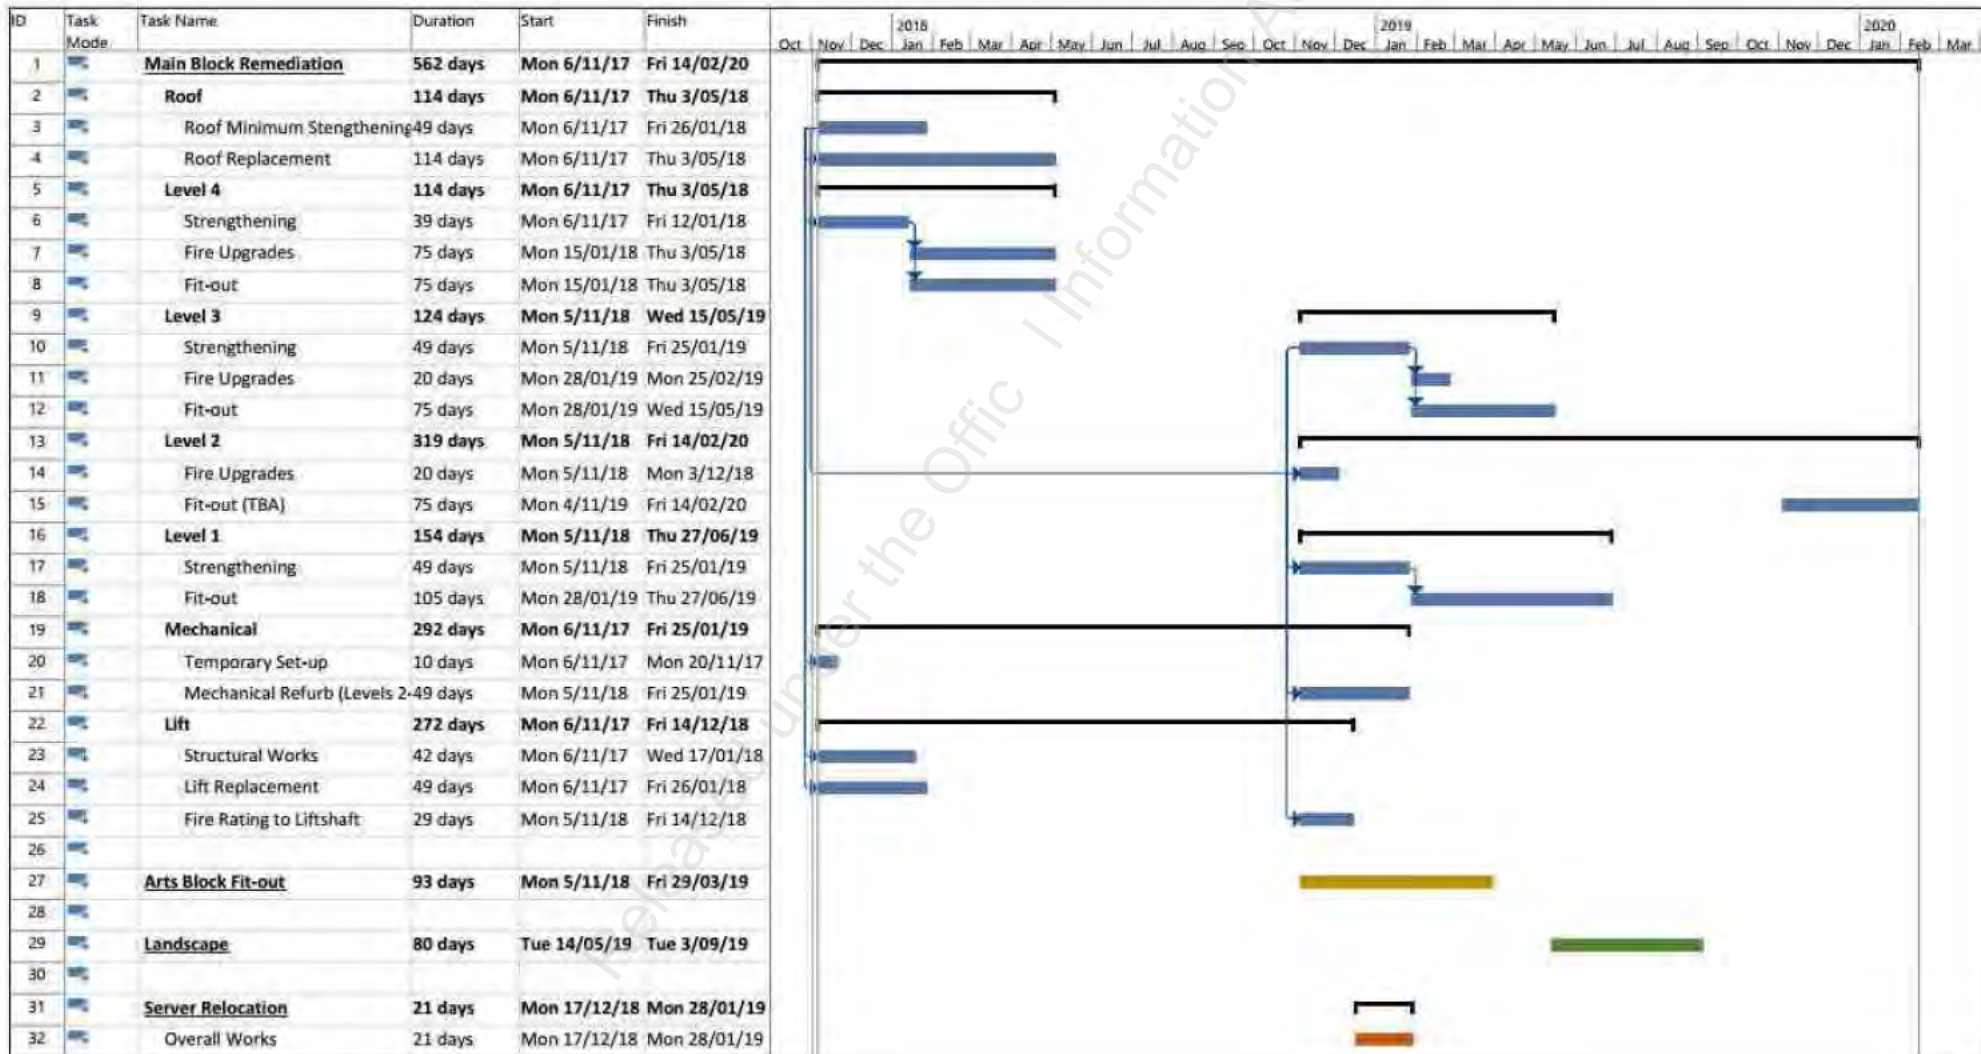 ID Task Mode Task Name Duration Start Finish
2018 2019 2020
Oct Nov Dec Jan Feb Mar Apr May Jun Jul Aug Sep Oct Nov Dec Jan Feb Mar Apr May Jun Jul Aug Sep Oct Nov Dec Jan Feb Mar
1 Main Block Remediation 562 days Mon 6/11/17 Fri 14/02/20
2 Roof 114 days Mon 6/11/17 Thu 3/05/18
3 Roof Minimum Stengthening 49 days Mon 6/11/17 Fri 26/01/18
4 Roof Replacement 114 days Mon 6/11/17 Thu 3/05/18
5 Level 4 114 days Mon 6/11/17 Thu 3/05/18
6 Strengthening 39 days Mon 6/11/17 Fri 12/01/18
7 Fire Upgrades 75 days Mon 15/01/18 Thu 3/05/18
8 Fit-out 75 days Mon 15/01/18 Thu 3/05/18
9 Level 3 124 days Mon 5/11/18 Wed 15/05/19
10 Strengthening 49 days Mon 5/11/18 Fri 25/01/19
11 Fire Upgrades 20 days Mon 28/01/19 Mon 25/02/19
12 Fit-out 75 days Mon 28/01/19 Wed 15/05/19
13 Level 2 319 days Mon 5/11/18 Fri 14/02/20
14 Fire Upgrades 20 days Mon 5/11/18 Mon 3/12/18
15 Fit-out (TBA) 75 days Mon 4/11/19 Fri 14/02/20
16 Level 1 154 days Mon 5/11/18 Thu 27/06/19
17 Strengthening 49 days Mon 5/11/18 Fri 25/01/19
18 Fit-out 105 days Mon 28/01/19 Thu 27/06/19
19 Mechanical 292 days Mon 6/11/17 Fri 25/01/19
20 Temporary Set-up 10 days Mon 6/11/17 Mon 20/11/17
21 Mechanical Refurb (Levels 2- 49 days Mon 5/11/18 Fri 25/01/19
22 Lift 272 days Mon 6/11/17 Fri 14/12/18
23 Structural Works 42 days Mon 6/11/17 Wed 17/01/18
24 Lift Replacement 49 days Mon 6/11/17 Fri 26/01/18
25 Fire Rating to Liftshaft 29 days Mon 5/11/18 Fri 14/12/18
26
27 Arts Block Fit-out 93 days Mon 5/11/18 Fri 29/03/19
28
29 Landscape 80 days Tue 14/05/19 Tue 3/09/19
30
31 Server Relocation 21 days Mon 17/12/18 Mon 28/01/19
32 Overall Works 21 days Mon 17/12/18 Mon 28/01/19
Released under the Offic l Information A